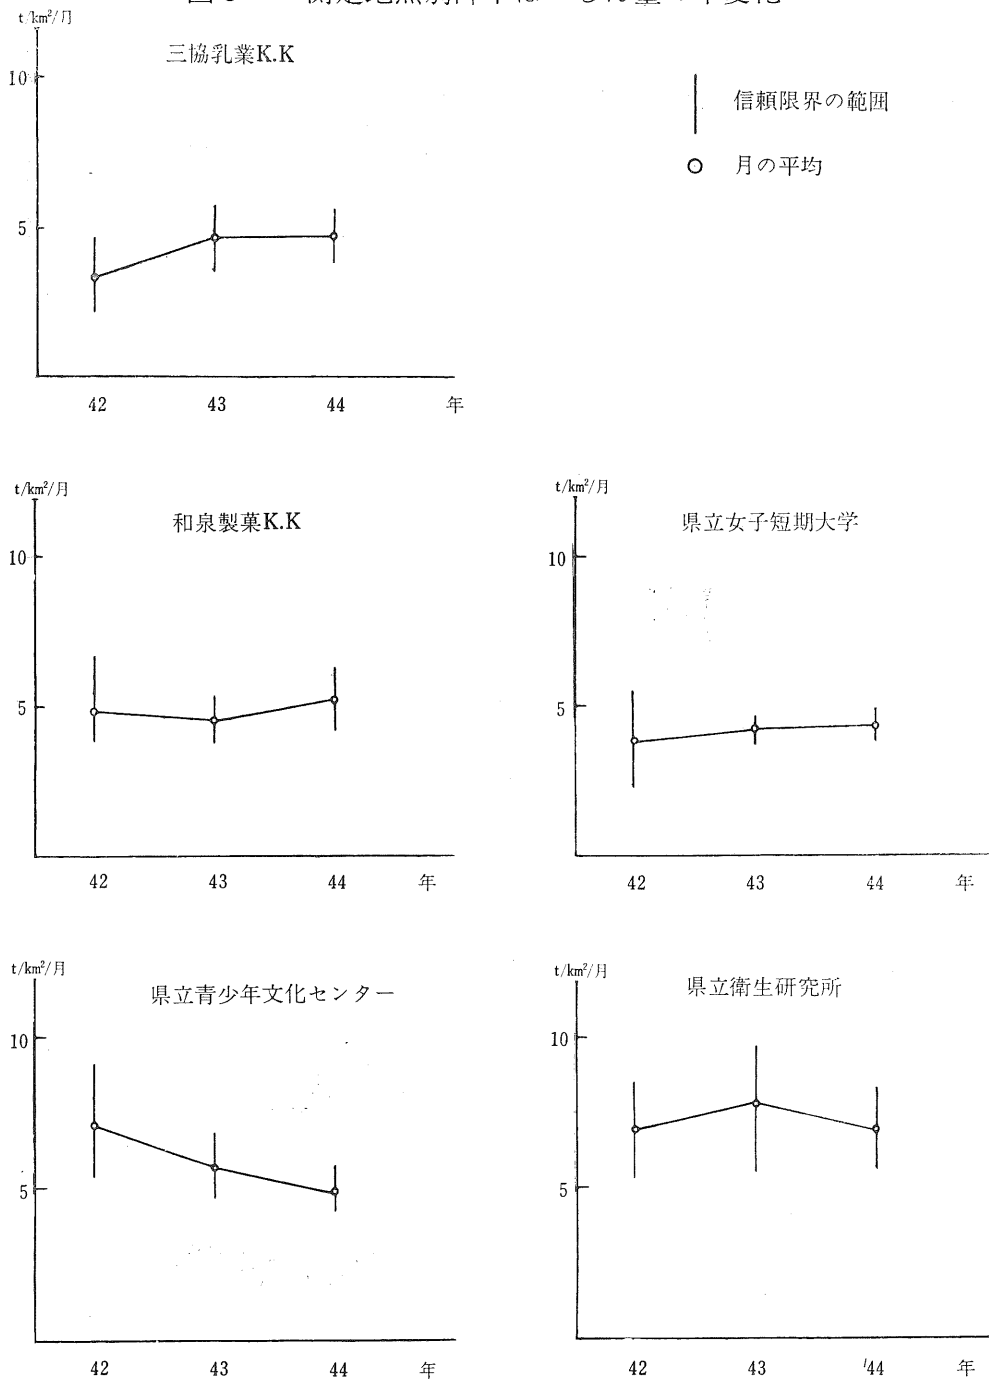 t/km²/月
三協乳業K.K
10
5
42 43 44 年
信頼限界の範囲
月の平均
t/km²/月
和泉製菓K.K
10
5
42 43 44 年
t/km²/月
県立女子短期大学
10
5
42 43 44 年
t/km²/月
県立青少年文化センター
10
5
42 43 44 年
t/km²/月
県立衛生研究所
10
5
42 43 44 年